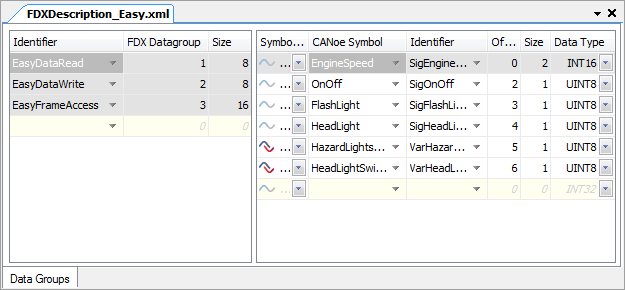 FDXDescription_Easy.xml
Identifier FDX Datagroup Size
EasyDataRead 1 8
EasyDataWrite 2 8
EasyFrameAccess 3 16
0 0
Symbo... CANoe Symbol Identifier Of... Size Data Type
... EngineSpeed SigEngine... 0 2 INT16
... OnOff SigOnOff 2 1 UINT8
... FlashLight SigFlashLi... 3 1 UINT8
... HeadLight SigHeadLi... 4 1 UINT8
... HazardLights... VarHazar... 5 1 UINT8
... HeadLightSwi... VarHeadL... 6 1 UINT8
... 0 0 INT32
Data Groups